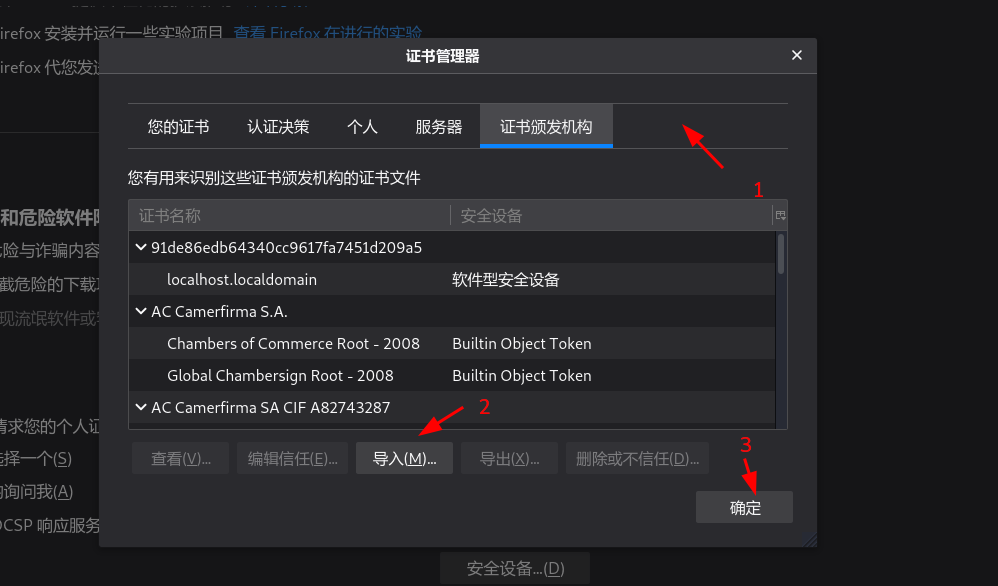 irefox 安装并运行一些实验项目 查看 Firefox 在进行的实验
irefox 代您发送
证书管理器
您的证书 认证决策 个人 服务器 证书颁发机构
1
您有用来识别这些证书颁发机构的证书文件
证书名称 安全设备
和危险软件
险与诈骗内容
91de86edb64340cc9617fa7451d209a5
localhost.localdomain 软件型安全设备
截危险的下载
AC Camerfirma S.A.
现流氓软件或
Chambers of Commerce Root - 2008 Builtin Object Token
Global Chambersign Root - 2008 Builtin Object Token
AC Camerfirma SA CIF A82743287
2
请求您的个人证
3
查看(V)... 编辑信任(E)... 导入(M)... 导出(X)... 删除或不信任(D)...
选择一个(S)
询问我(A)
确定
OCSP 响应服务
安全设备...(D)